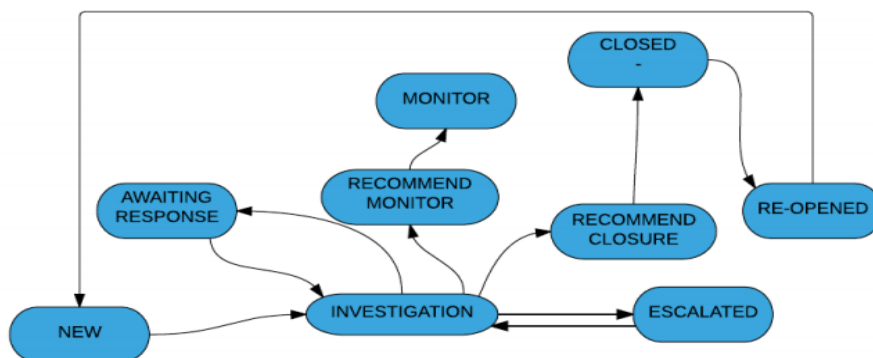 CLOSED
-
MONITOR
RECOMMEND
MONITOR
AWAITING
RESPONSE
RECOMMEND
CLOSURE
RE-OPENED
NEW
INVESTIGATION
ESCALATED